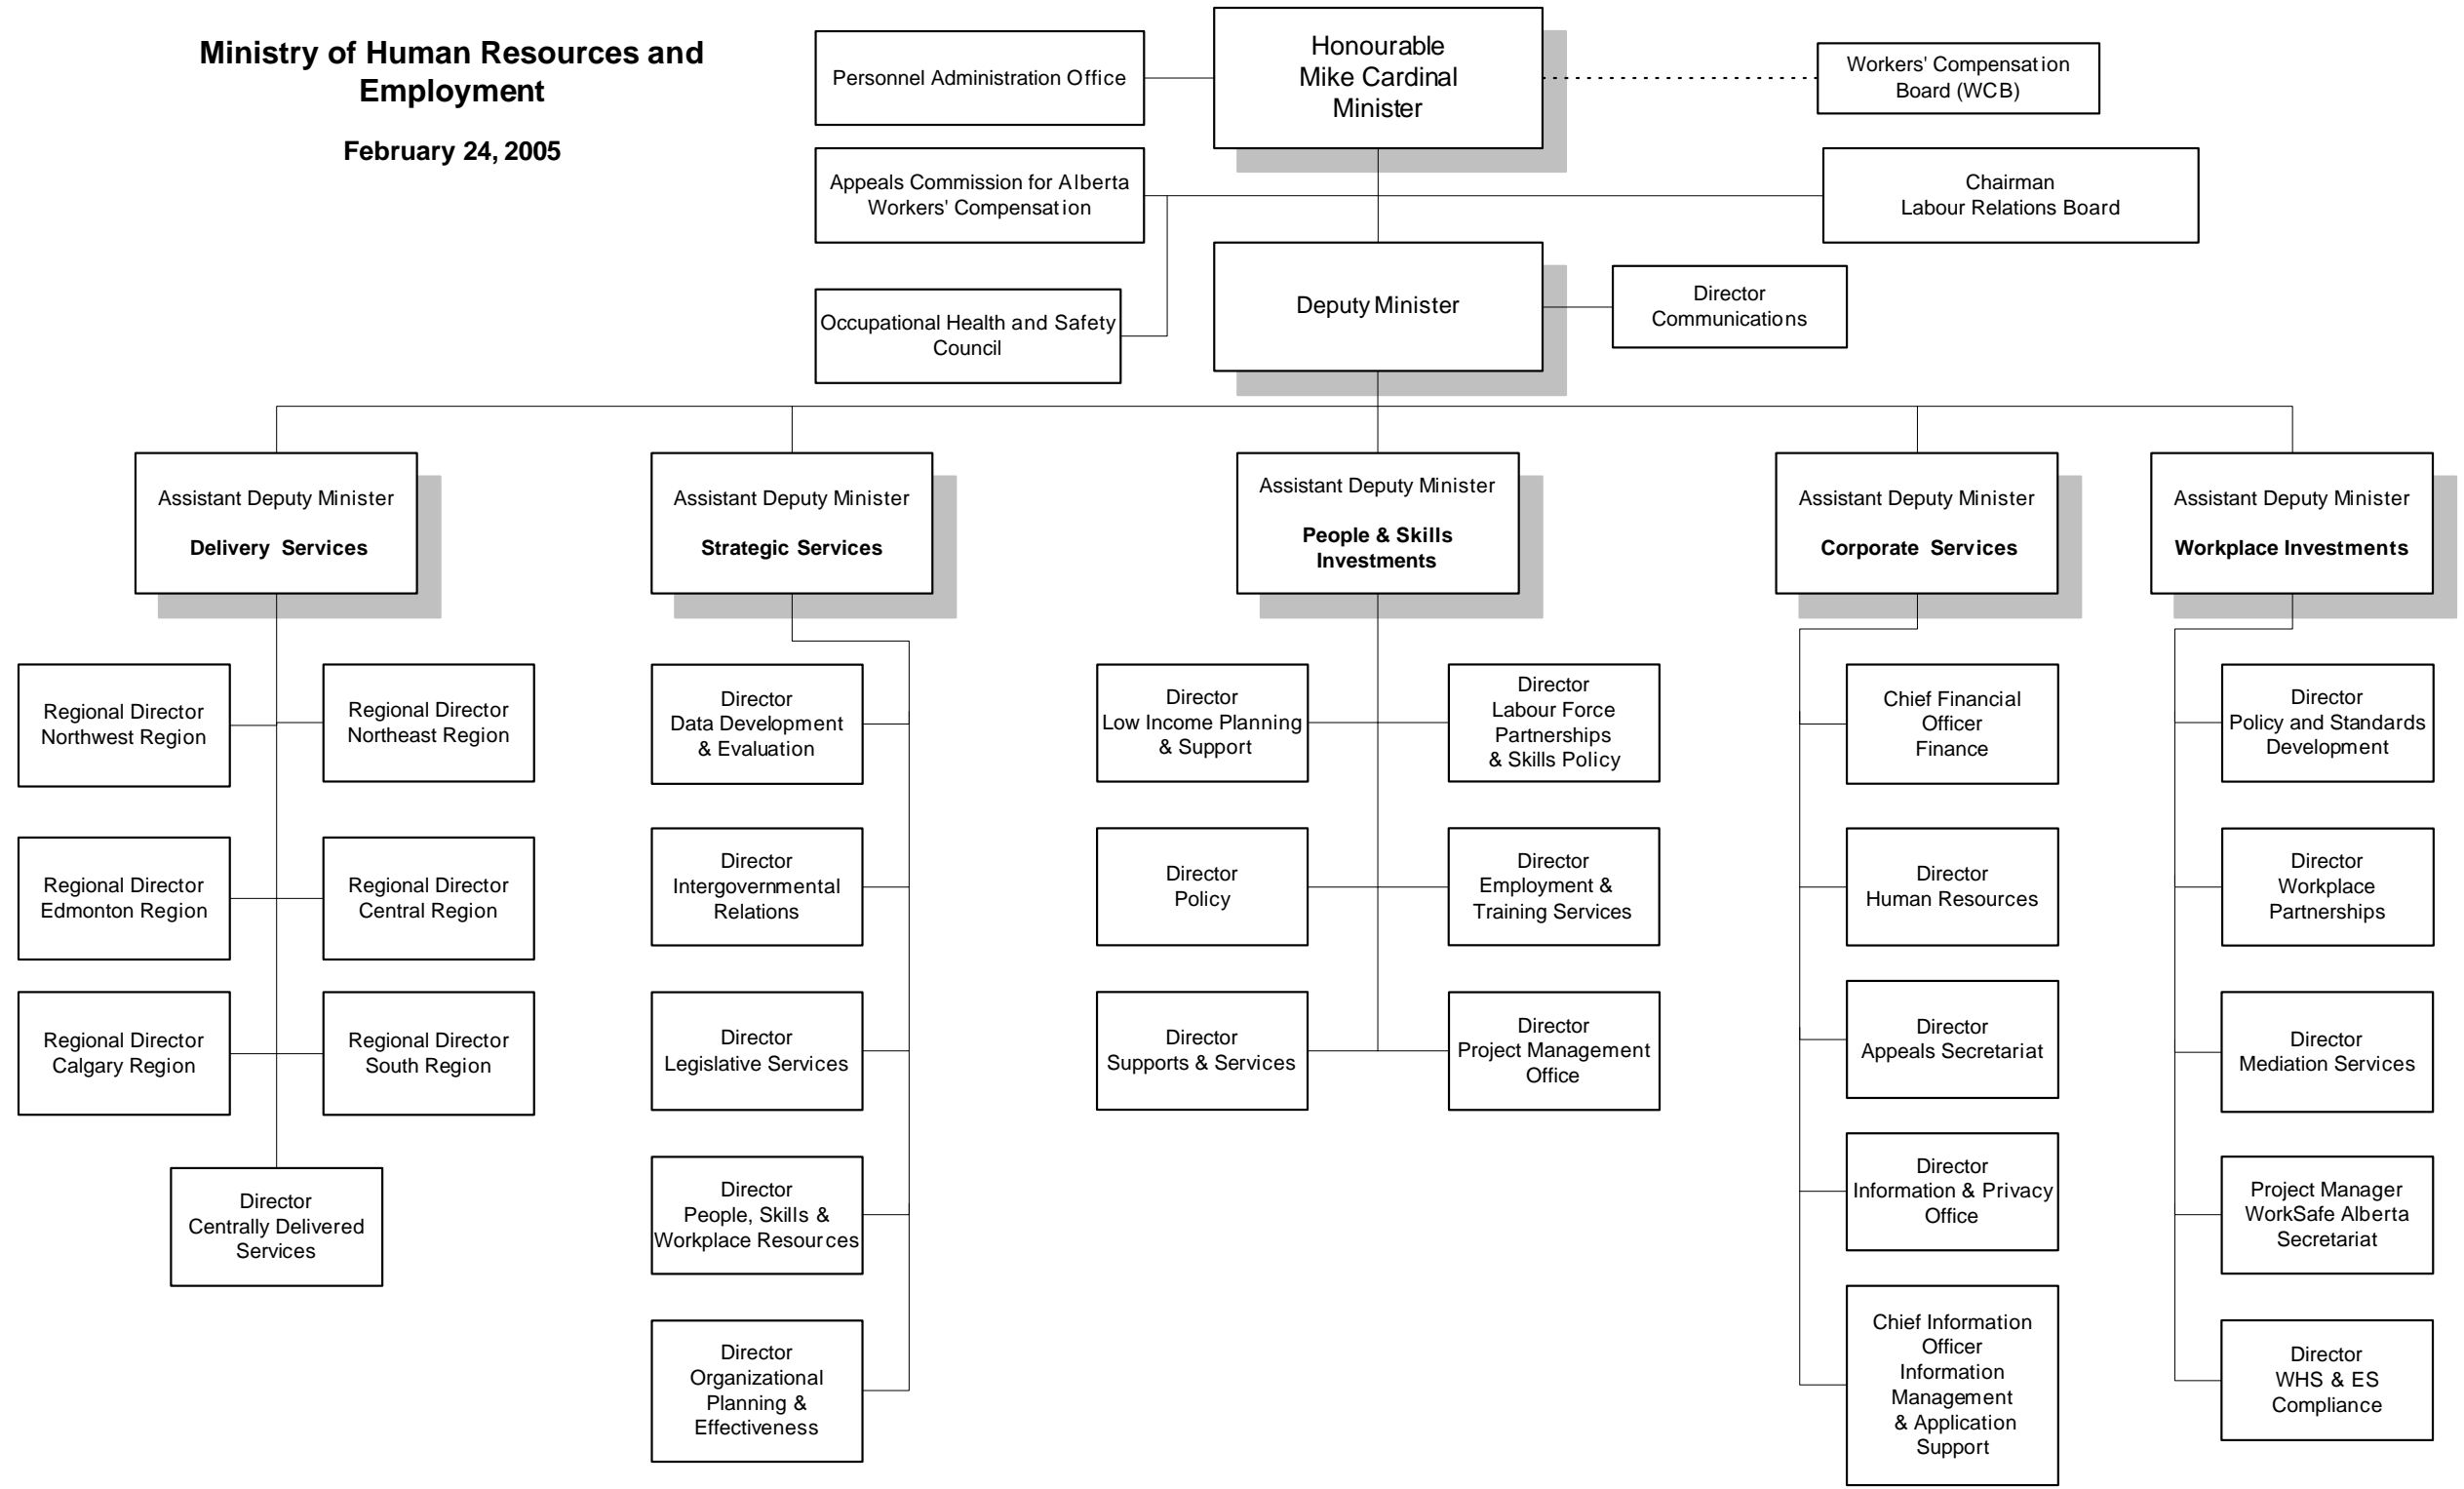 Ministry of Human Resources and
Employment
February 24, 2005
Personnel Administration Office
Honourable
Mike Cardinal
Minister
Workers' Compensation
Board (WCB)
Appeals Commission for Alberta
Workers' Compensation
Chairman
Labour Relations Board
Occupational Health and Safety
Council
Deputy Minister
Director
Communications
Assistant Deputy Minister
Delivery Services
Assistant Deputy Minister
Strategic Services
Assistant Deputy Minister
People & Skills
Investments
Assistant Deputy Minister
Corporate Services
Assistant Deputy Minister
Workplace Investments
Regional Director
Northwest Region
Regional Director
Northeast Region
Regional Director
Edmonton Region
Regional Director
Central Region
Regional Director
Calgary Region
Regional Director
South Region
Director
Centrally Delivered
Services
Director
Data Development
& Evaluation
Director
Intergovernmental
Relations
Director
Legislative Services
Director
People, Skills &
Workplace Resources
Director
Organizational
Planning &
Effectiveness
Director
Low Income Planning
& Support
Director
Labour Force
Partnerships
& Skills Policy
Director
Policy
Director
Employment &
Training Services
Director
Supports & Services
Director
Project Management
Office
Chief Financial
Officer
Finance
Director
Human Resources
Director
Appeals Secretariat
Director
Information & Privacy
Office
Chief Information
Officer
Information
Management
& Application
Support
Director
Policy and Standards
Development
Director
Workplace
Partnerships
Director
Mediation Services
Project Manager
WorkSafe Alberta
Secretariat
Director
WHS & ES
Compliance